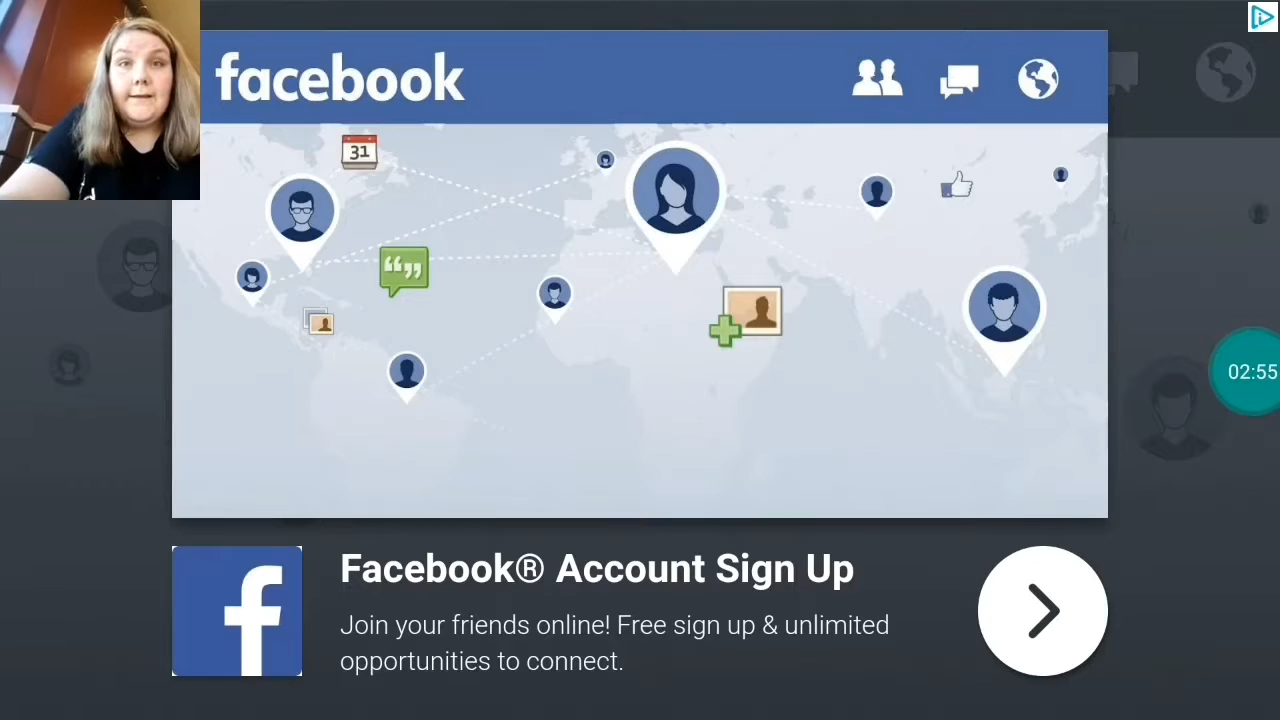 facebook
31
“”
02:55
f
Facebook® Account Sign Up
Join your friends online! Free sign up & unlimited
opportunities to connect.